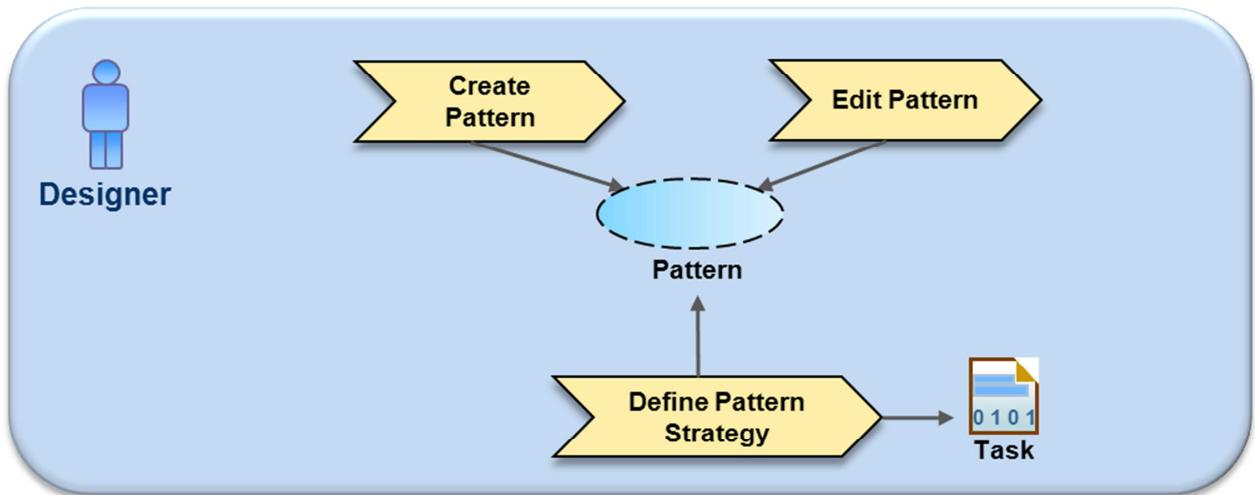 Create
Pattern
Edit Pattern
Designer
Pattern
Define Pattern
Strategy
0 1 0 1
Task